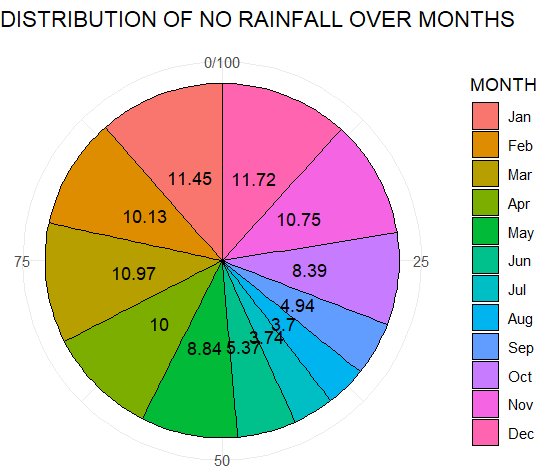 DISTRIBUTION OF NO RAINFALL OVER MONTHS
0/100
MONTH
Jan
Feb
Mar
Apr
May
Jun
Jul
Aug
Sep
Oct
Nov
Dec
11.45
11.72
10.13
10.75
75
10.97
8.39
25
4.94
10
3.7
3.74
8.84
5.37
50